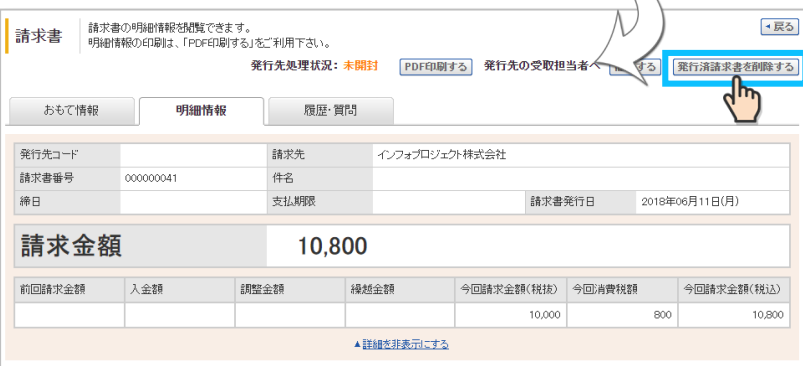 請求書
請求書の明細情報を閲覧できます。
明細情報の印刷は、「PDF印刷する」をご利用下さい。
戻る
発行先処理状況：未開封
PDF印刷する
発行先の受取担当者へ
する
発行済請求書を削除する
おもて情報
明細情報
履歴・質問
発行先コード 請求先 インフォプロジェクト株式会社
請求書番号 000000041 件名
締日 支払期限 請求書発行日 2018年06月11日(月)
請求金額 10,800
前回請求金額 入金額 調整金額 繰越金額 今回請求金額(税抜) 今回消費税額 今回請求金額(税込)
10,000 800 10,800
▲詳細を非表示にする